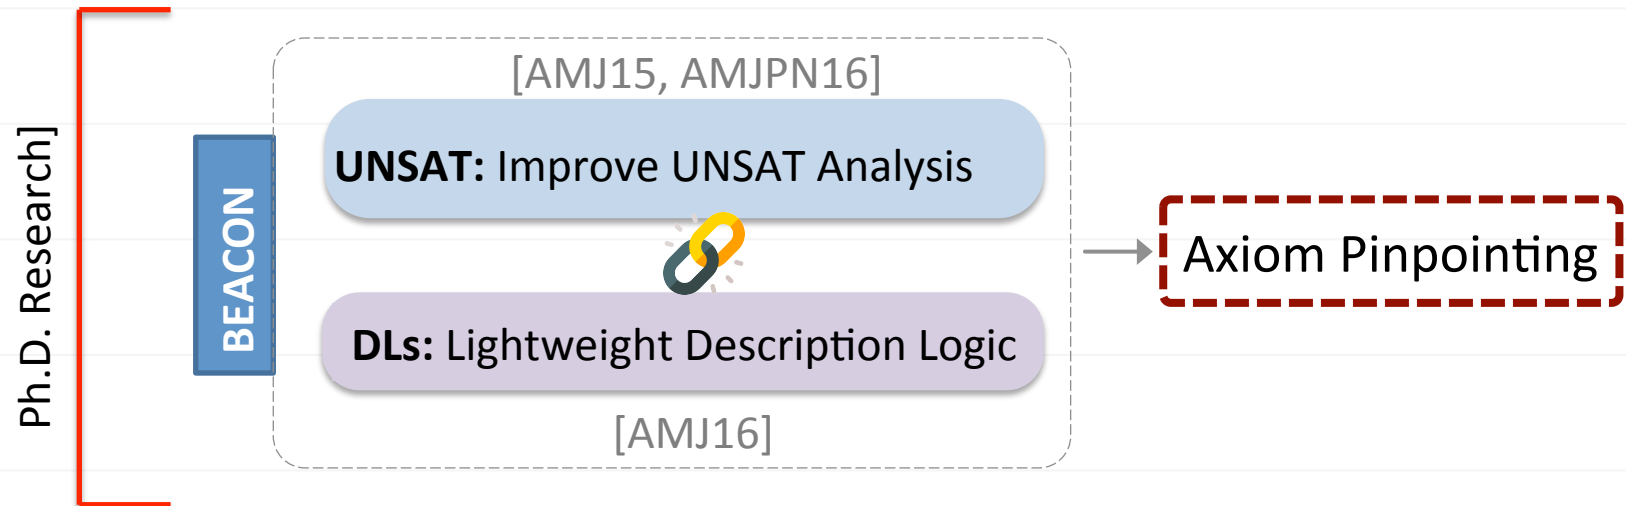 Ph.D. Research]
BEACON
[AMJ15, AMJPN16]
UNSAT: Improve UNSAT Analysis
DLs: Lightweight Description Logic
[AMJ16]
Axiom Pinpointing